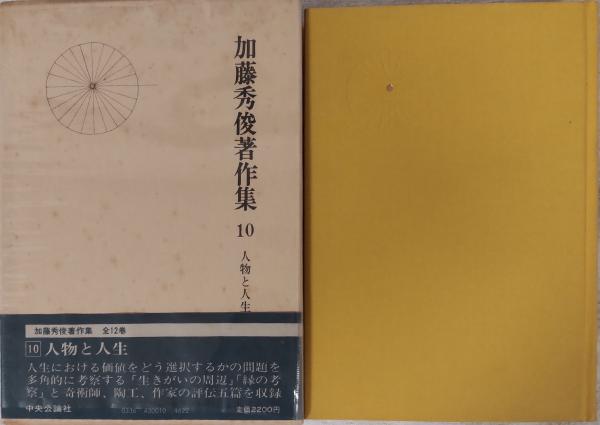 加藤秀俊著作集
10
人物と人生
加藤秀俊著作集 全12巻
10 人物と人生
人生における価値をどう選択するかの問題を
多角的に考察する「生きがいの周辺」「縁の考
察」と奇術師、陶工、作家の評伝五篇を収録
中央公論社
0336-430010-4622
定価2200円